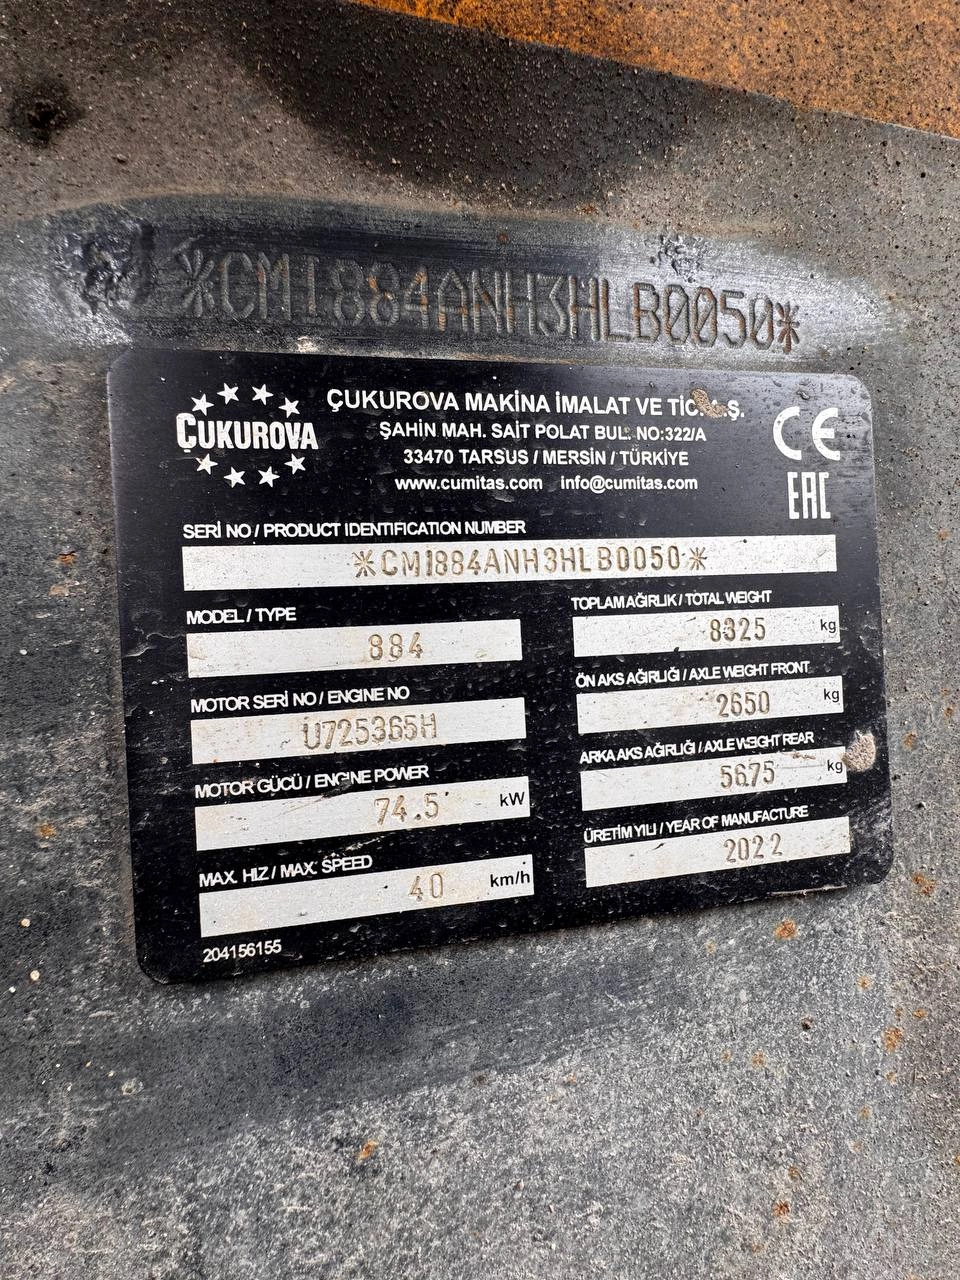 *CM1884ANH3HLB0050*
ÇUKUROVA
ÇUKUROVA MAKİNA İMALAT VE TİC. A.Ş.
ŞAHİN MAH. SAİT POLAT BUL. NO:322/A
33470 TARSUS / MERSİN / TÜRKİYE
www.cumitas.com info@cumitas.com
CE
EAC
SERİ NO / PRODUCT IDENTIFICATION NUMBER
*CM1884ANH3HLB0050*
MODEL / TYPE
884
TOPLAM AĞIRLIK / TOTAL WEIGHT
8325 kg
MOTOR SERİ NO / ENGINE NO
U725365H
ÖN AKS AĞIRLIĞI / AXLE WEIGHT FRONT
2650 kg
MOTOR GÜCÜ / ENGINE POWER
74.5 kW
ARKA AKS AĞIRLIĞI / AXLE WEIGHT REAR
5675 kg
MAX. HIZ / MAX. SPEED
40 km/h
ÜRETİM YILI / YEAR OF MANUFACTURE
2022
204156155